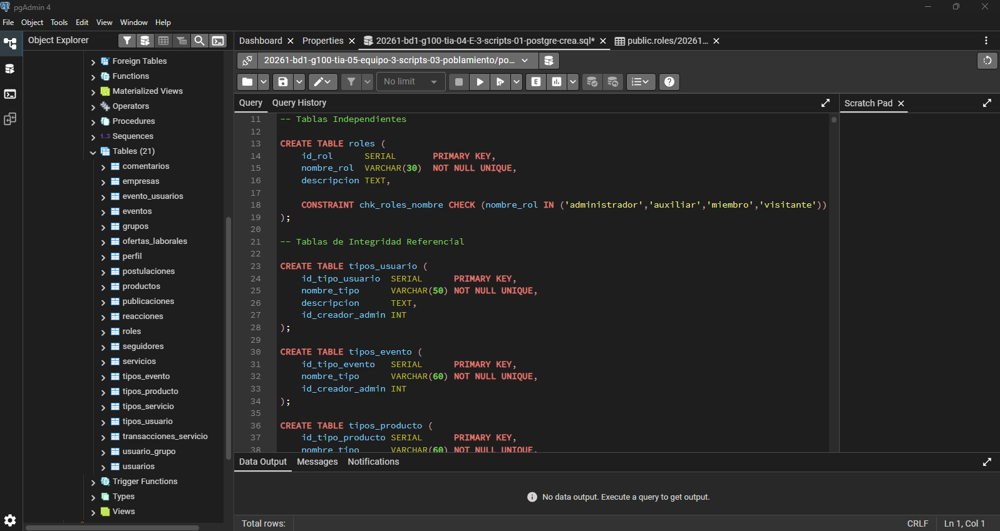 pgAdmin 4
File Object Tools Edit View Window Help
Object Explorer
Dashboard Properties 20261-bd1-g100-tia-04-E-3-scripts-01-postgre-crea.sql* public.roles/20261...
20261-bd1-g100-tia-05-equipo-3-scripts-03-poblamiento/po...
No limit
E
Query Query History
Scratch Pad
Foreign Tables
Functions
Materialized Views
Operators
Procedures
1..3 Sequences
Tables (21)
comentarios
empresas
evento_usuarios
eventos
grupos
ofertas_laborales
perfil
postulaciones
productos
publicaciones
reacciones
roles
seguidores
servicios
tipos_evento
tipos_producto
tipos_servicio
tipos_usuario
transacciones_servicio
usuario_grupo
usuarios
Trigger Functions
Types
Views
11 -- Tablas Independientes
12
13 CREATE TABLE roles (
14 id_rol SERIAL PRIMARY KEY,
15 nombre_rol VARCHAR(30) NOT NULL UNIQUE,
16 descripcion TEXT,
17
18 CONSTRAINT chk_roles_nombre CHECK (nombre_rol IN ('administrador','auxiliar','miembro','visitante'))
19 );
20
21 -- Tablas de Integridad Referencial
22
23 CREATE TABLE tipos_usuario (
24 id_tipo_usuario SERIAL PRIMARY KEY,
25 nombre_tipo VARCHAR(50) NOT NULL UNIQUE,
26 descripcion TEXT,
27 id_creador_admin INT
28 );
29
30 CREATE TABLE tipos_evento (
31 id_tipo_evento SERIAL PRIMARY KEY,
32 nombre_tipo VARCHAR(60) NOT NULL UNIQUE,
33 id_creador_admin INT
34 );
35
36 CREATE TABLE tipos_producto (
37 id_tipo_producto SERIAL PRIMARY KEY,
38 nombre_tipo VARCHAR(60) NOT NULL UNIQUE,
Data Output Messages Notifications
No data output. Execute a query to get output.
Total rows:
CRLF Ln 1, Col 1